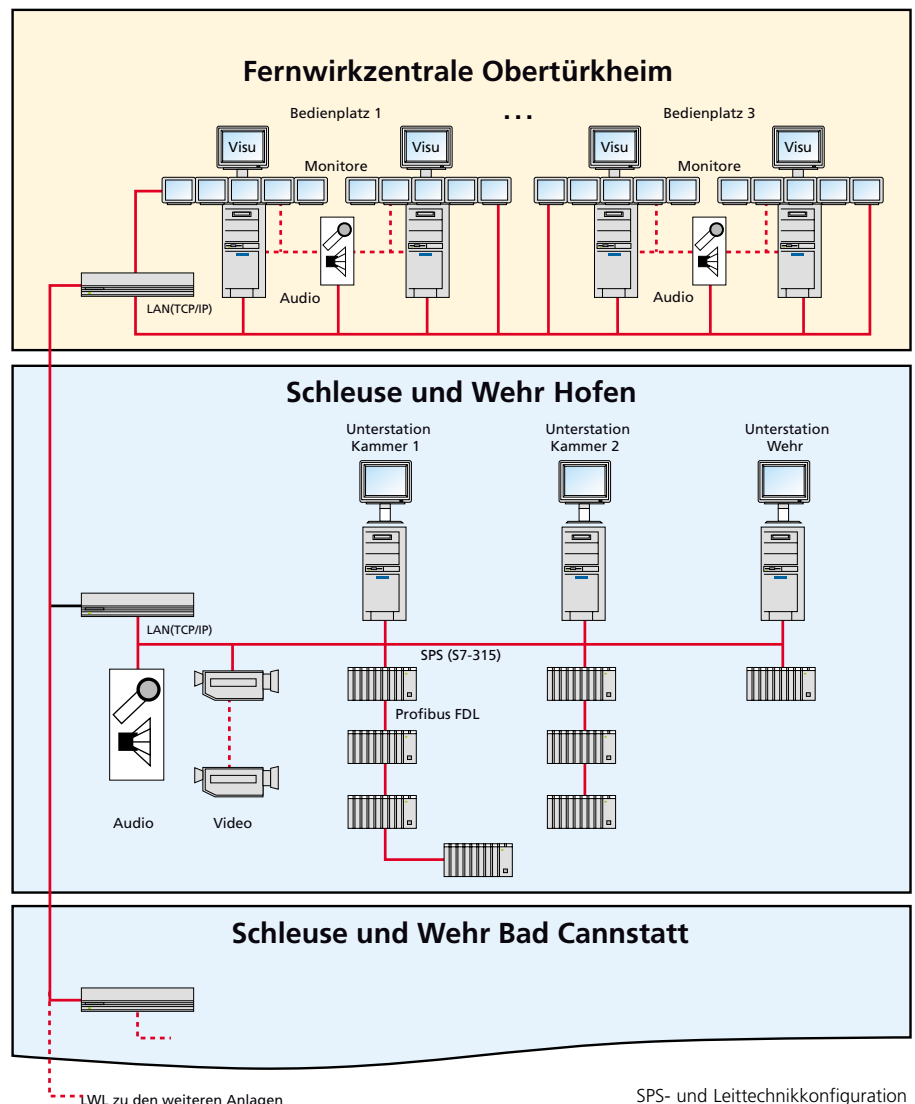 Fernwirkzentrale Obertürkheim
Bedienplatz 1
...
Bedienplatz 3
Visu
Visu
Visu
Visu
Monitore
Monitore
Audio
Audio
LAN(TCP/IP)
Schleuse und Wehr Hofen
Unterstation
Kammer 1
Unterstation
Kammer 2
Unterstation
Wehr
LAN(TCP/IP)
SPS (S7-315)
Profibus FDL
Audio
Video
Schleuse und Wehr Bad Cannstatt
LWL zu den weiteren Anlagen
SPS- und Leittechnikkonfiguration